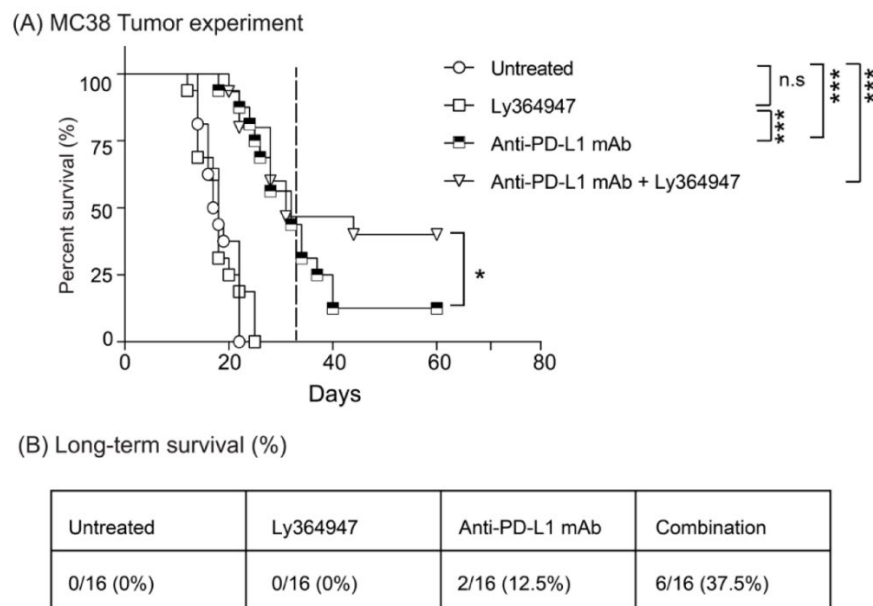 (A) MC38 Tumor experiment
Percent survival (%)
100
75
50
25
0
0 20 40 60 80
Days
Untreated
Ly364947
Anti-PD-L1 mAb
Anti-PD-L1 mAb + Ly364947
n.s
***
***
***
*
(B) Long-term survival (%)
Untreated Ly364947 Anti-PD-L1 mAb Combination
0/16 (0%) 0/16 (0%) 2/16 (12.5%) 6/16 (37.5%)